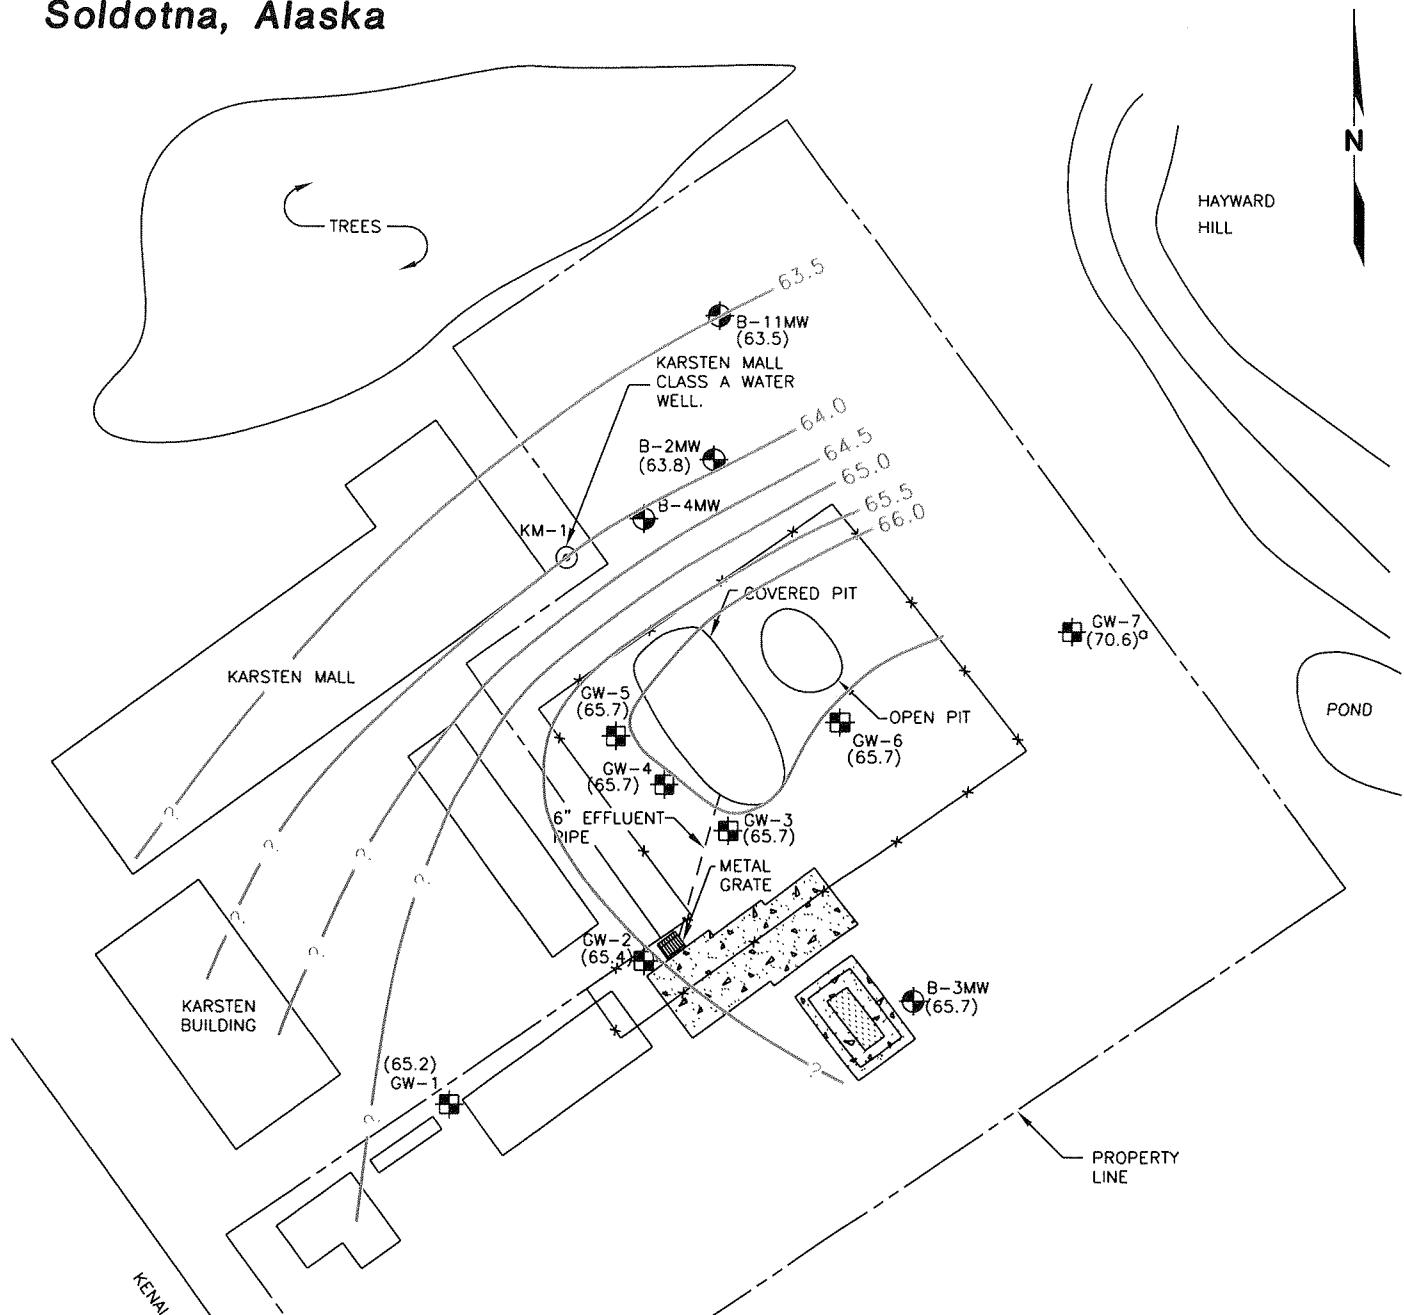 Soldotna, Alaska
N
HAYWARD
HILL
TREES
63.5
B-11MW
(63.5)
KARSTEN MALL
CLASS A WATER
WELL.
64.0
64.5
65.0
65.5
66.0
B-2MW
(63.8)
B-4MW
KM-1
COVERED PIT
GW-7
(70.6)ᵃ
KARSTEN MALL
GW-5
(65.7)
OPEN PIT
POND
GW-6
(65.7)
GW-4
(65.7)
6" EFFLUENT
PIPE
GW-3
(65.7)
METAL
GRATE
?
?
?
?
?
?
GW-2
(65.4)
B-3MW
(65.7)
KARSTEN
BUILDING
(65.2)
GW-1
?
?
PROPERTY
LINE